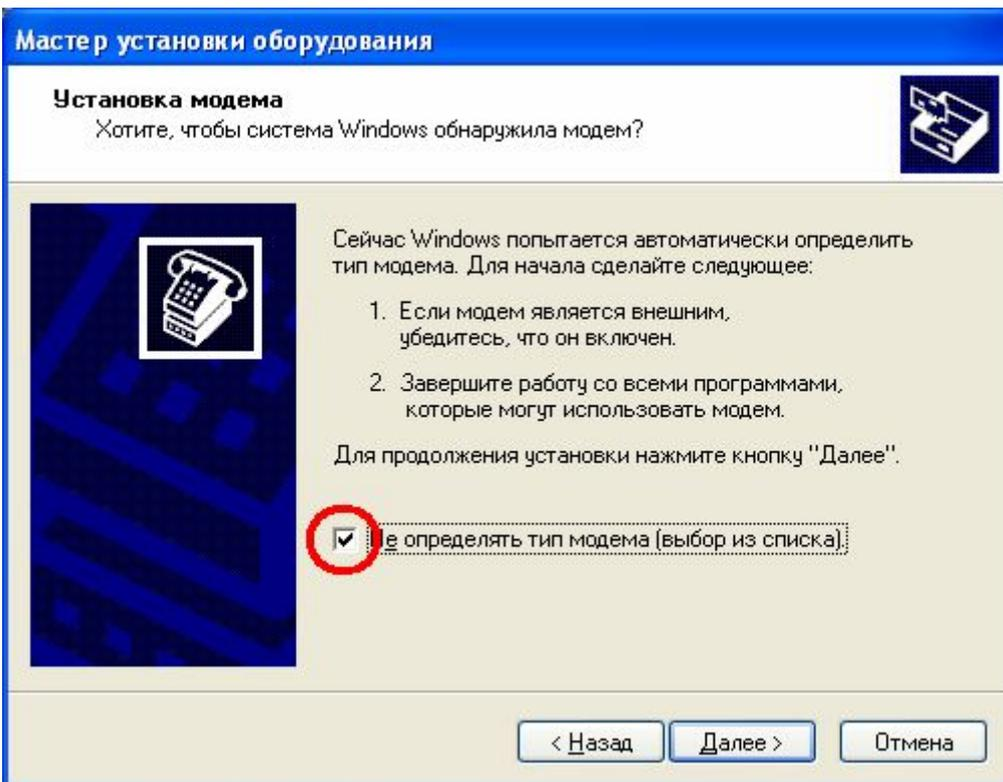 Мастер установки оборудования
Установка модема
Хотите, чтобы система Windows обнаружила модем?
Сейчас Windows попытается автоматически определить
тип модема. Для начала сделайте следующее:
1. Если модем является внешним,
убедитесь, что он включен.
2. Завершите работу со всеми программами,
которые могут использовать модем.
Для продолжения установки нажмите кнопку "Далее".
Не определять тип модема (выбор из списка).
< Назад
Далее >
Отмена